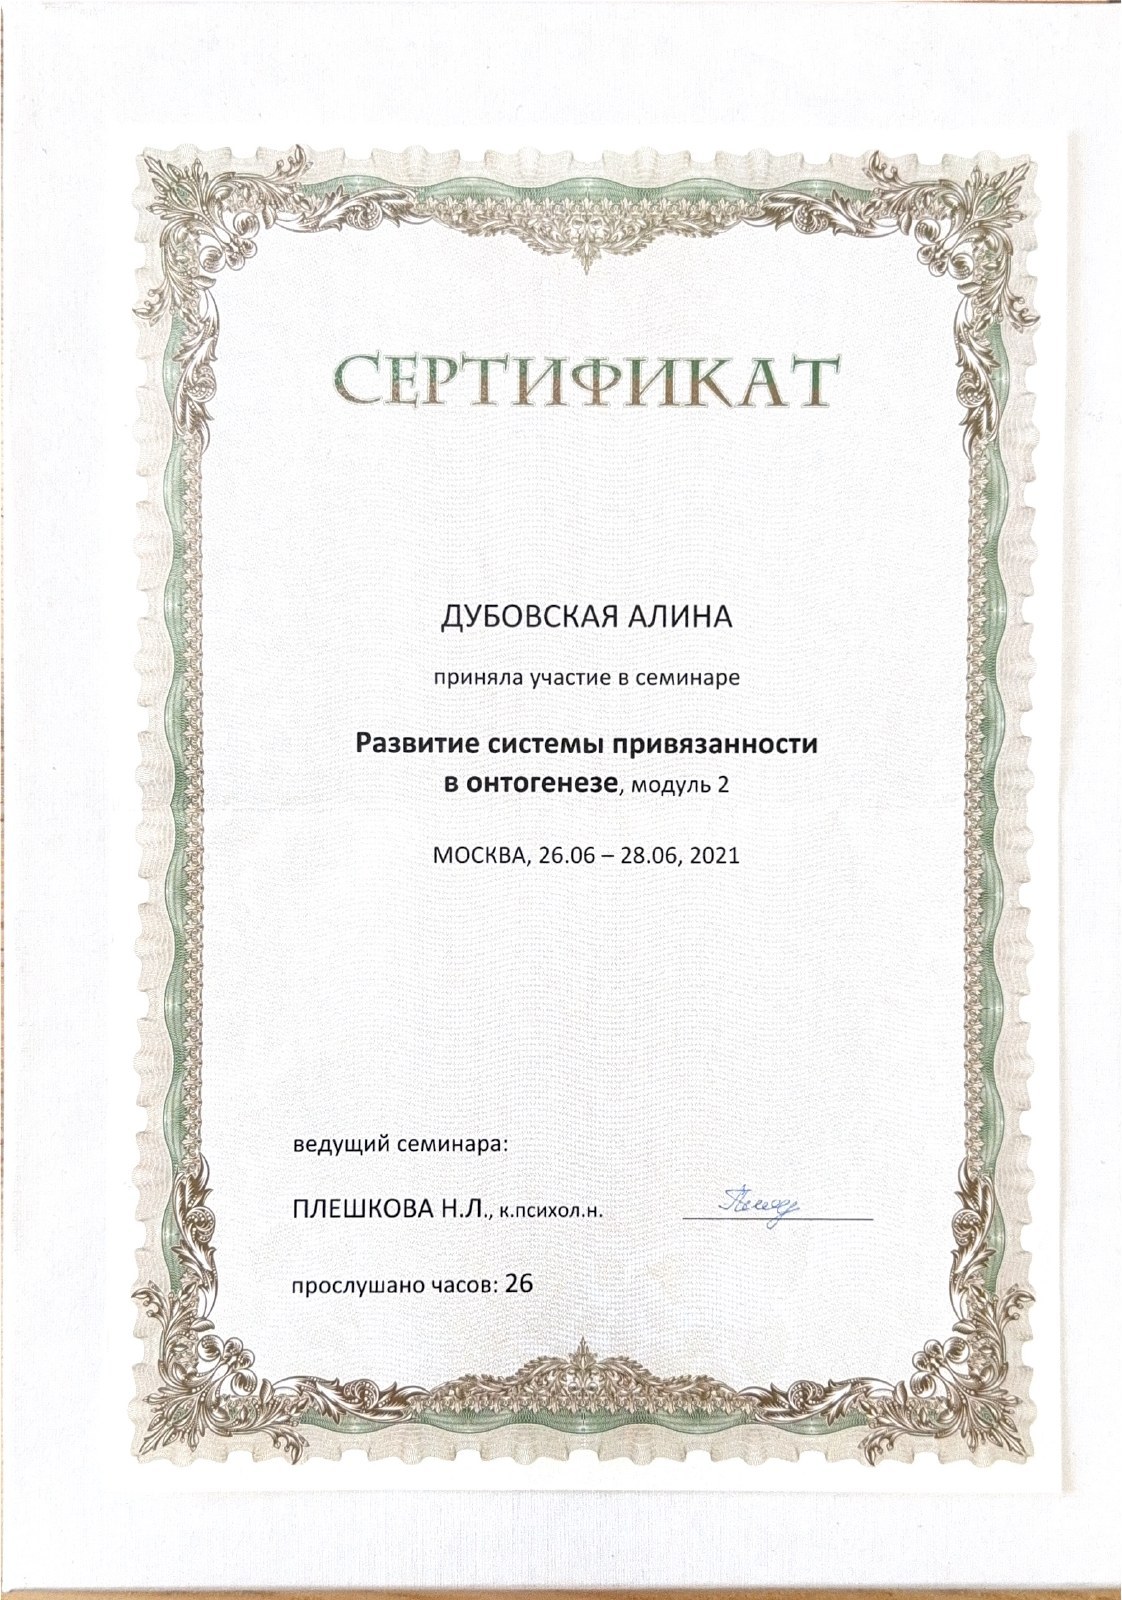 СЕРТИФИКАТ
ДУБОВСКАЯ АЛИНА
приняла участие в семинаре
Развитие системы привязанности
в онтогенезе, модуль 2
МОСКВА, 26.06 – 28.06, 2021
ведущий семинара:
ПЛЕШКОВА Н.Л., к.психол.н.
прослушано часов: 26